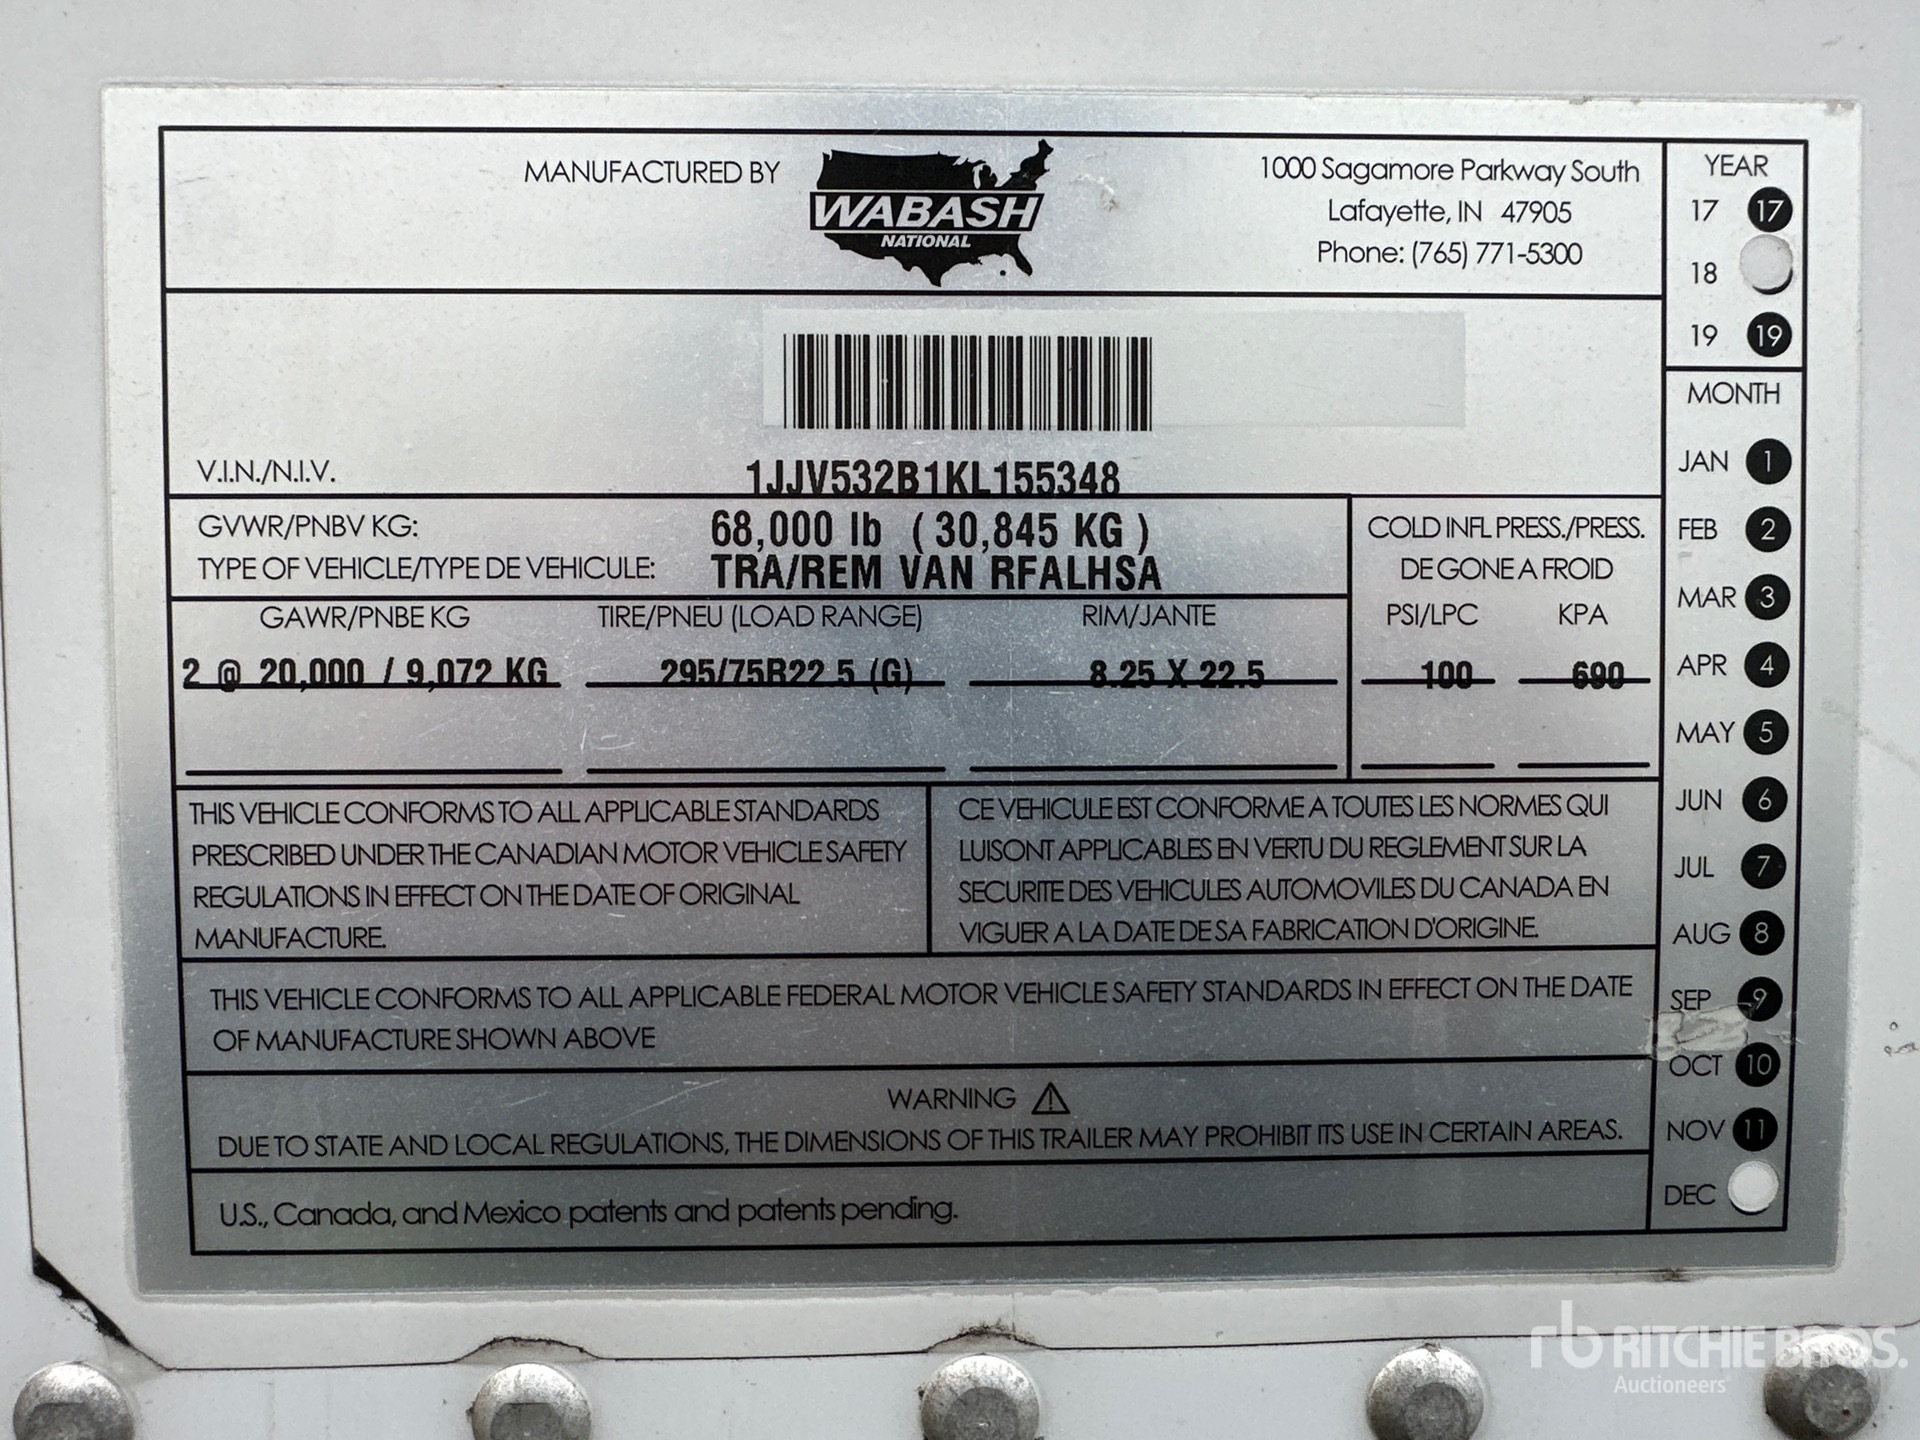 MANUFACTURED BY
WABASH
NATIONAL
1000 Sagamore Parkway South
Lafayette, IN 47905
Phone: (765) 771-5300
V.I.N./N.I.V. 1JJV532B1KL155348
GVWR/PNBV KG: 68,000 lb ( 30,845 KG )
TYPE OF VEHICLE/TYPE DE VEHICULE: TRA/REM VAN RFALHSA
COLD INFL PRESS./PRESS.
DE GONE A FROID
GAWR/PNBE KG TIRE/PNEU (LOAD RANGE) RIM/JANTE PSI/LPC KPA
2 @ 20,000 / 9,072 KG 295/75R22.5 (G) 8.25 X 22.5 100 690
THIS VEHICLE CONFORMS TO ALL APPLICABLE STANDARDS
PRESCRIBED UNDER THE CANADIAN MOTOR VEHICLE SAFETY
REGULATIONS IN EFFECT ON THE DATE OF ORIGINAL
MANUFACTURE.
CE VEHICULE EST CONFORME A TOUTES LES NORMES QUI
LUISONT APPLICABLES EN VERTU DU REGLEMENT SUR LA
SECURITE DES VEHICULES AUTOMOVILES DU CANADA EN
VIGUER A LA DATE DE SA FABRICATION D'ORIGINE.
THIS VEHICLE CONFORMS TO ALL APPLICABLE FEDERAL MOTOR VEHICLE SAFETY STANDARDS IN EFFECT ON THE DATE
OF MANUFACTURE SHOWN ABOVE
WARNING
DUE TO STATE AND LOCAL REGULATIONS, THE DIMENSIONS OF THIS TRAILER MAY PROHIBIT ITS USE IN CERTAIN AREAS.
U.S., Canada, and Mexico patents and patents pending.
YEAR
17 17
18
19 19
MONTH
JAN 1
FEB 2
MAR 3
APR 4
MAY 5
JUN 6
JUL 7
AUG 8
SEP 9
OCT 10
NOV 11
DEC
rb RITCHIE BROS.
Auctioneers